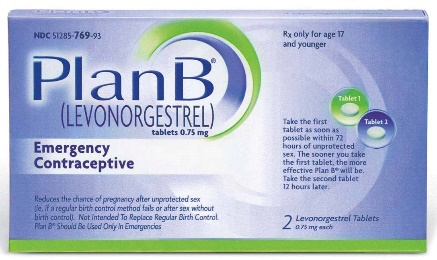 NDC 51285-769-93
Rx only for age 17
and younger
Plan B®
(LEVONORGESTREL)
tablets 0.75 mg
Emergency
Contraceptive
Tablet 1
Tablet 2
Take the first
tablet as soon as
possible within 72
hours of unprotected
sex. The sooner you take
the first tablet, the more
effective Plan B® will be.
Take the second tablet
12 hours later.
Reduces the chance of pregnancy after unprotected sex
(ie, if a regular birth control method fails or after sex without
birth control). Not Intended To Replace Regular Birth Control.
Plan B® Should Be Used Only In Emergencies
2 Levonorgestrel Tablets
0.75 mg each